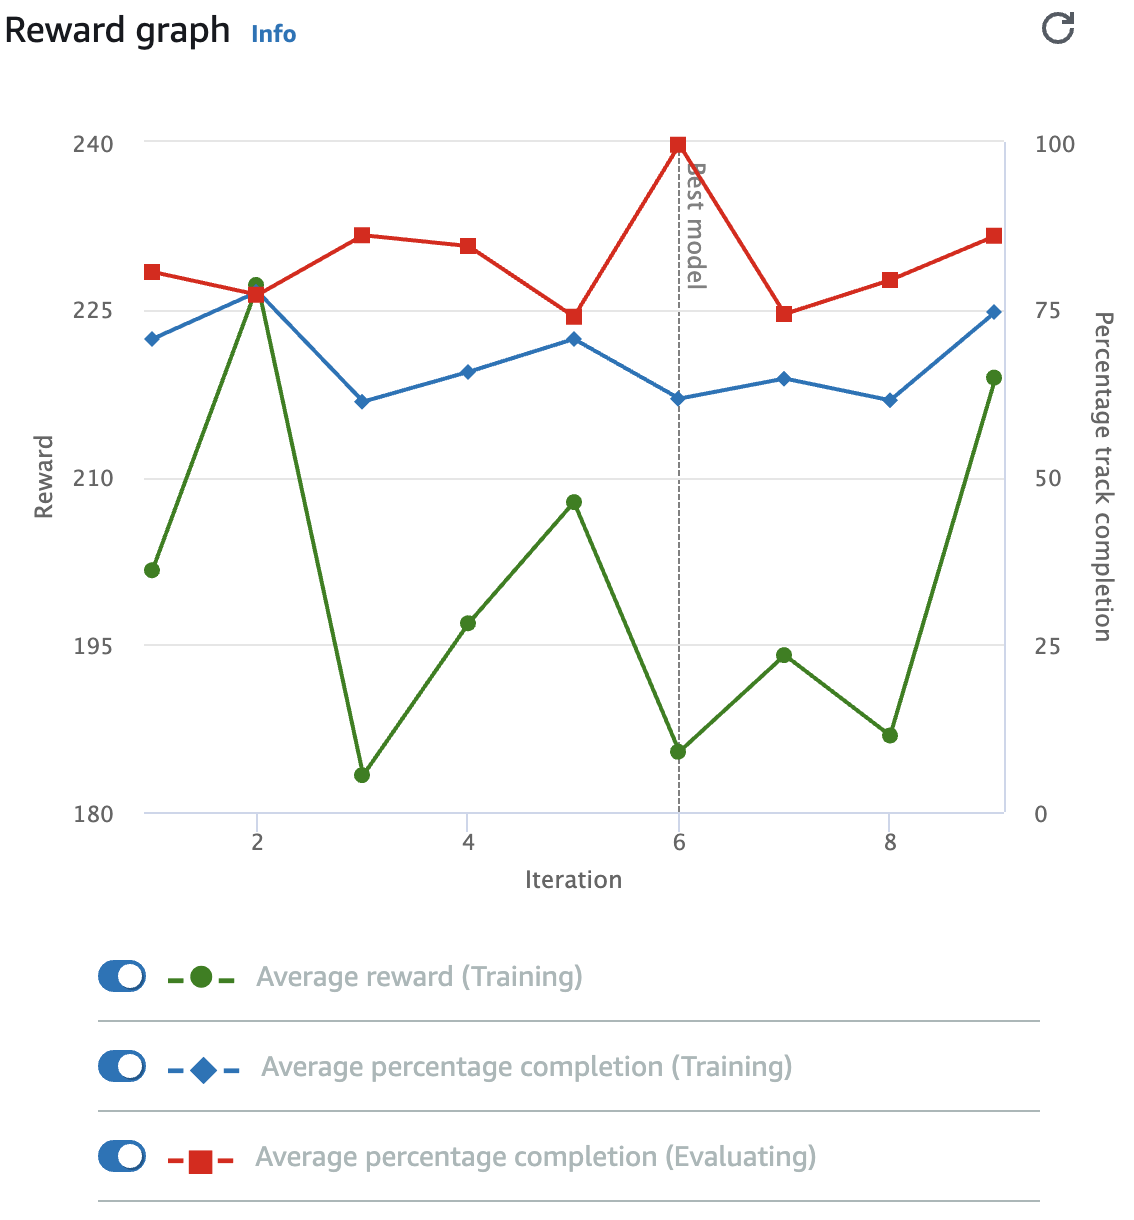 Reward graph Info
240
100
Best model
225
75
Reward
210
50
Percentage track completion
195
25
180
0
2
4
6
8
Iteration
Average reward (Training)
Average percentage completion (Training)
Average percentage completion (Evaluating)